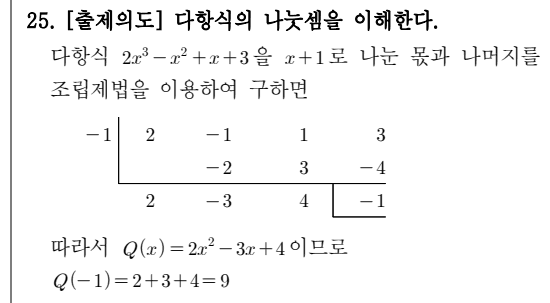 25. [출제의도] 다항식의 나눗셈을 이해한다.
다항식 2x³−x²+x+3을 x+1로 나눈 몫과 나머지를
조립제법을 이용하여 구하면
−1 2 −1 1 3
−2 3 −4
2 −3 4 −1
따라서 Q(x)=2x²−3x+4이므로
Q(−1)=2+3+4=9